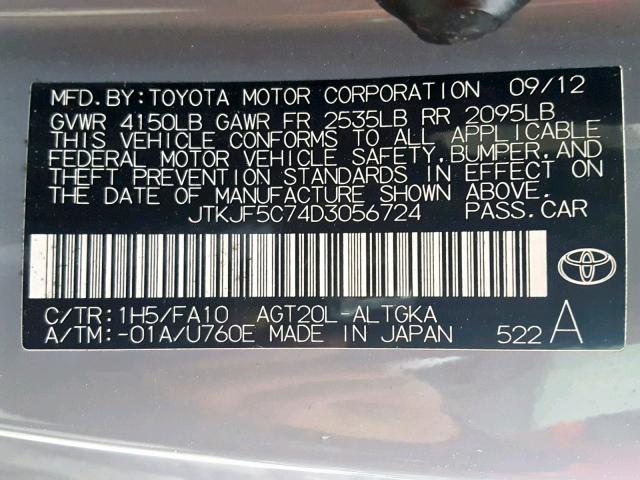 MFD.BY:TOYOTA MOTOR CORPORATION 09/12
GVWR 4150LB GAWR FR 2535LB RR 2095LB
THIS VEHICLE CONFORMS TO ALL APPLICABLE
FEDERAL MOTOR VEHICLE SAFETY,BUMPER,AND
THEFT PREVENTION STANDARDS IN EFFECT ON
THE DATE OF MANUFACTURE SHOWN ABOVE.
JTKJF5C74D3056724 PASS.CAR
C/TR:1H5/FA10 AGT20L-ALTGKA
A/TM:-01A/U760E MADE IN JAPAN 522 A